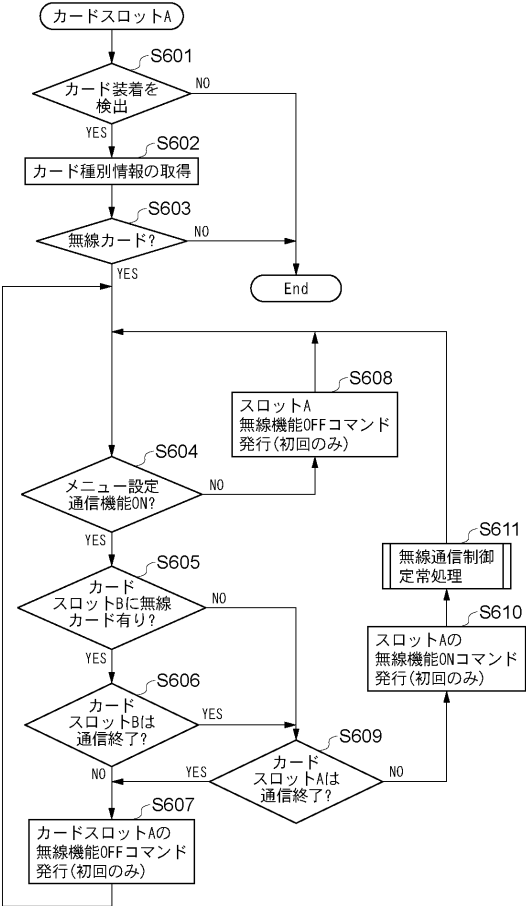 カードスロットA
S601
カード装着を
検出
NO
YES
S602
カード種別情報の取得
S603
無線カード?
NO
YES
End
S608
スロットA
無線機能OFFコマンド
発行(初回のみ)
S604
メニュー設定
通信機能ON?
NO
YES
S611
無線通信制御
定常処理
S605
カード
スロットBに無線
カード有り?
NO
YES
S610
スロットAの
無線機能ONコマンド
発行(初回のみ)
S606
カード
スロットBは
通信終了?
YES
NO
S609
カード
スロットAは
通信終了?
YES
NO
S607
カードスロットAの
無線機能OFFコマンド
発行(初回のみ)